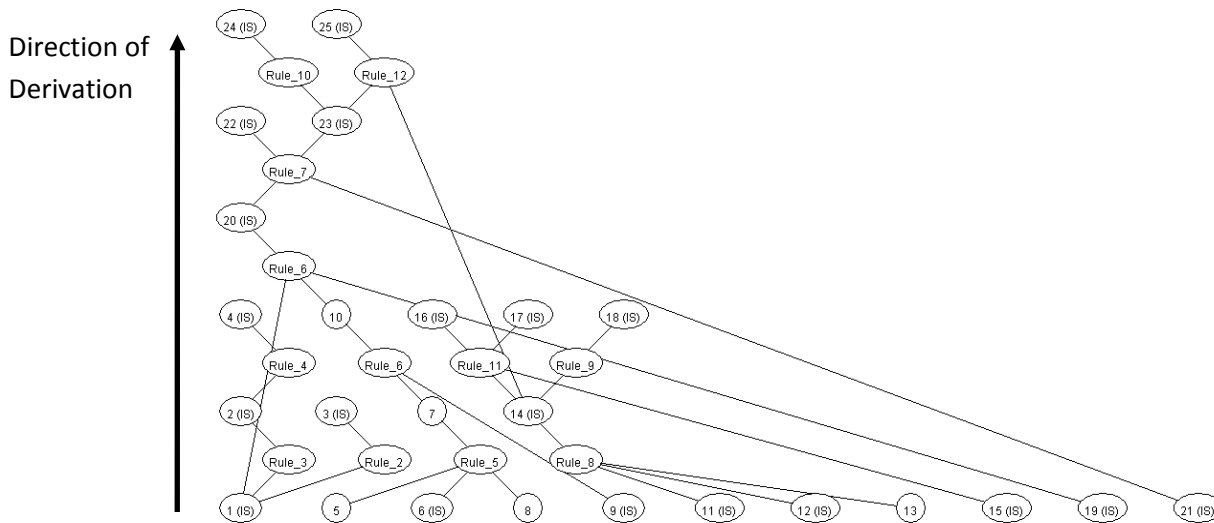 24 (IS) 25 (IS)
Direction of
Derivation
Rule_10 Rule_12
22 (IS) 23 (IS)
Rule_7
20 (IS)
Rule_6
4 (IS) 10 16 (IS) 17 (IS) 18 (IS)
Rule_4 Rule_6 Rule_11 Rule_9
2 (IS) 3 (IS) 7 14 (IS)
Rule_3 Rule_2 Rule_5 Rule_8
1 (IS) 5 6 (IS) 8 9 (IS) 11 (IS) 12 (IS) 13 15 (IS) 19 (IS) 21 (IS)